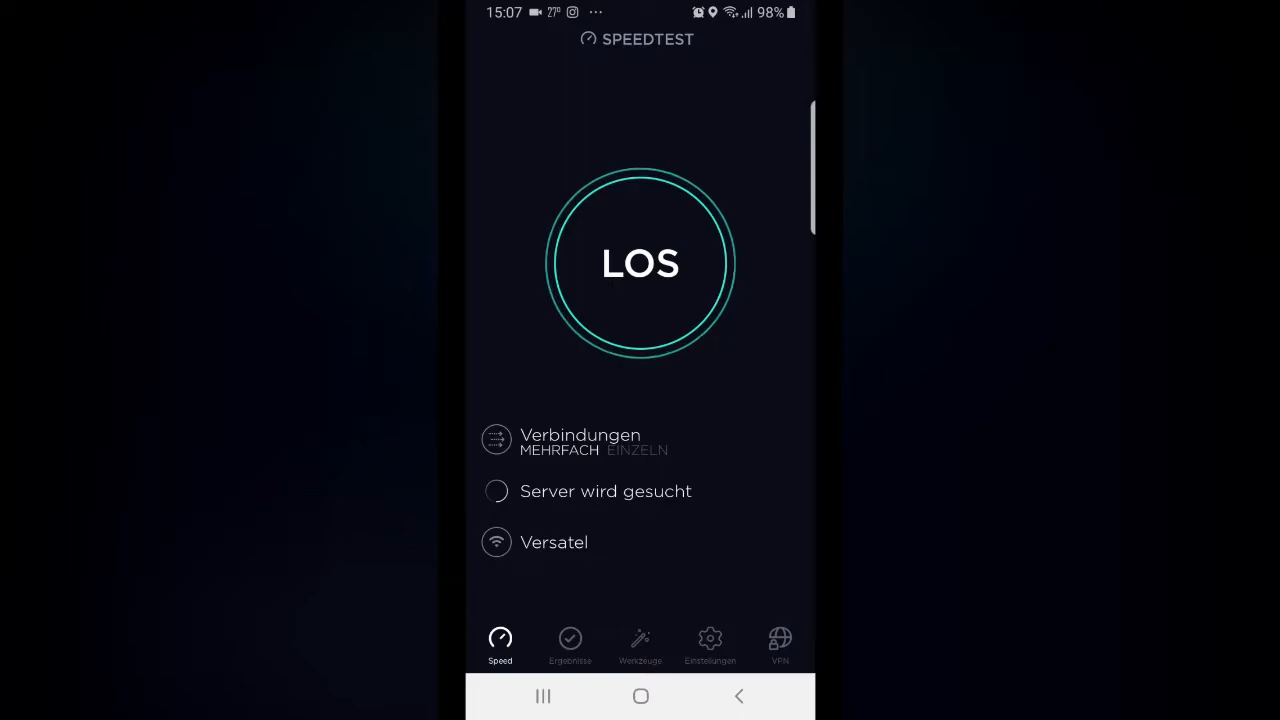 15:07 27° ... 98%
SPEEDTEST
LOS
Verbindungen
MEHRFACH EINZELN
Server wird gesucht
Versatel
Speed Ergebnisse Werkzeuge Einstellungen VPN